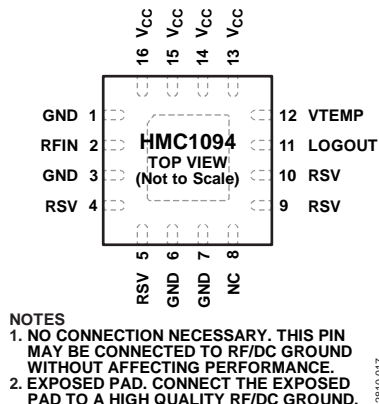 16 VCC
15 VCC
14 VCC
13 VCC
GND 1
RFIN 2
GND 3
RSV 4
HMC1094
TOP VIEW
(Not to Scale)
12 VTEMP
11 LOGOUT
10 RSV
9 RSV
RSV 5
GND 6
GND 7
NC 8
NOTES
1. NO CONNECTION NECESSARY. THIS PIN
MAY BE CONNECTED TO RF/DC GROUND
WITHOUT AFFECTING PERFORMANCE.
2. EXPOSED PAD. CONNECT THE EXPOSED
PAD TO A HIGH QUALITY RF/DC GROUND.